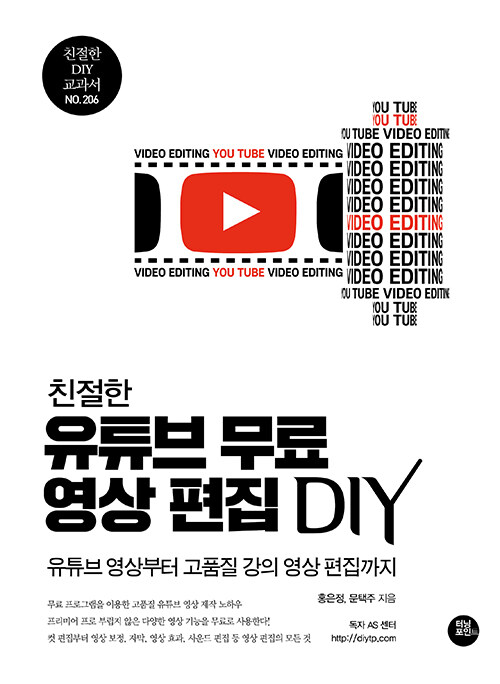 친절한
DIY
교과서
NO. 206
YOU TUBE
YOU TUBE
YOU TUBE VIDEO EDITING
VIDEO EDITING
VIDEO EDITING
VIDEO EDITING
VIDEO EDITING
VIDEO EDITING
VIDEO EDITING
VIDEO EDITING
VIDEO EDITING
YOU TUBE VIDEO EDITING
YOU TUBE
YOU TUBE
VIDEO EDITING YOU TUBE VIDEO EDITING
VIDEO EDITING YOU TUBE VIDEO EDITING
친절한
유튜브 무료
영상 편집 DIY
유튜브 영상부터 고품질 강의 영상 편집까지
홍은정, 문택주 지음
무료 프로그램을 이용한 고품질 유튜브 영상 제작 노하우
프리미어 프로 부럽지 않은 다양한 영상 기능을 무료로 사용한다!
컷 편집부터 영상 보정, 자막, 영상 효과, 사운드 편집 등 영상 편집의 모든 것
독자 AS 센터
http://diytp.com/
터닝
포인트